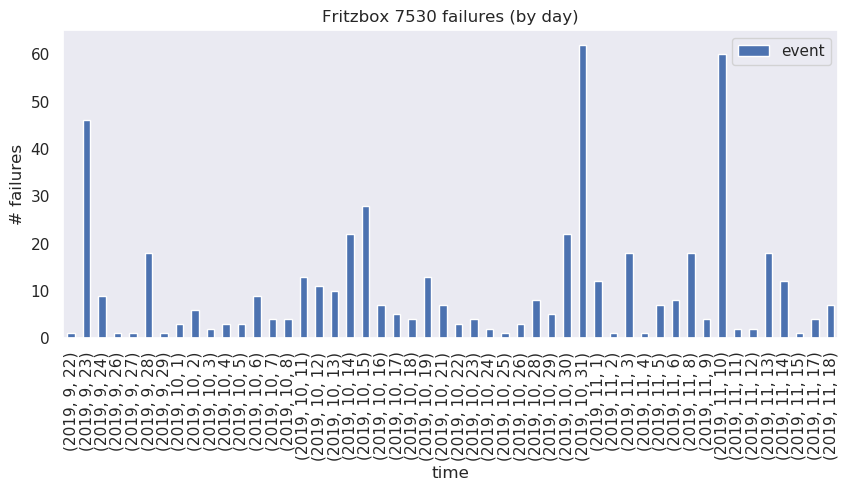 Fritzbox 7530 failures (by day)
event
# failures
60
50
40
30
20
10
0
(2019, 9, 22)
(2019, 9, 23)
(2019, 9, 24)
(2019, 9, 26)
(2019, 9, 27)
(2019, 9, 28)
(2019, 9, 29)
(2019, 10, 1)
(2019, 10, 2)
(2019, 10, 3)
(2019, 10, 4)
(2019, 10, 5)
(2019, 10, 6)
(2019, 10, 7)
(2019, 10, 8)
(2019, 10, 11)
(2019, 10, 12)
(2019, 10, 13)
(2019, 10, 14)
(2019, 10, 15)
(2019, 10, 16)
(2019, 10, 17)
(2019, 10, 18)
(2019, 10, 19)
(2019, 10, 21)
(2019, 10, 22)
(2019, 10, 23)
(2019, 10, 24)
(2019, 10, 25)
(2019, 10, 26)
(2019, 10, 28)
(2019, 10, 29)
(2019, 10, 30)
(2019, 10, 31)
(2019, 11, 1)
(2019, 11, 2)
(2019, 11, 3)
(2019, 11, 4)
(2019, 11, 5)
(2019, 11, 6)
(2019, 11, 8)
(2019, 11, 9)
(2019, 11, 10)
(2019, 11, 11)
(2019, 11, 12)
(2019, 11, 13)
(2019, 11, 14)
(2019, 11, 15)
(2019, 11, 17)
(2019, 11, 18)
time